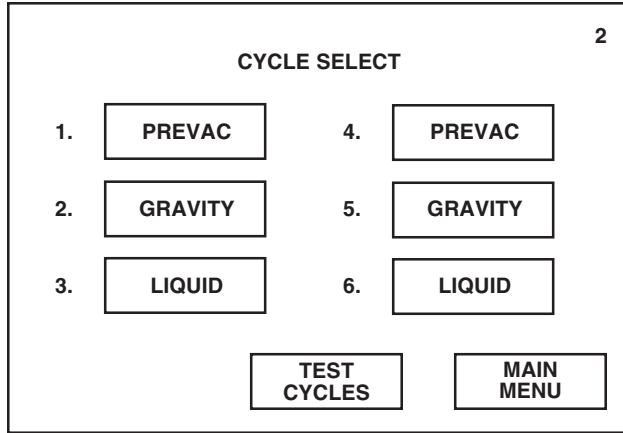 2
CYCLE SELECT
1. PREVAC
4. PREVAC
2. GRAVITY
5. GRAVITY
3. LIQUID
6. LIQUID
TEST
CYCLES
MAIN
MENU